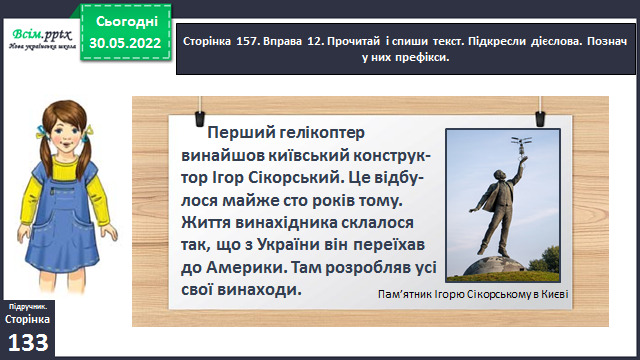 Всім.pptx
Нова українська школа
Сьогодні
30.05.2022
Сторінка 157. Вправа 12. Прочитай і спиши текст. Підкресли дієслова. Познач
у них префікси.
Перший гелікоптер
винайшов київський конструк-
тор Ігор Сікорський. Це відбу-
лося майже сто років тому.
Життя винахідника склалося
так, що з України він переїхав
до Америки. Там розробляв усі
свої винаходи.
Пам’ятник Ігорю Сікорському в Києві
Підручник.
Сторінка
133